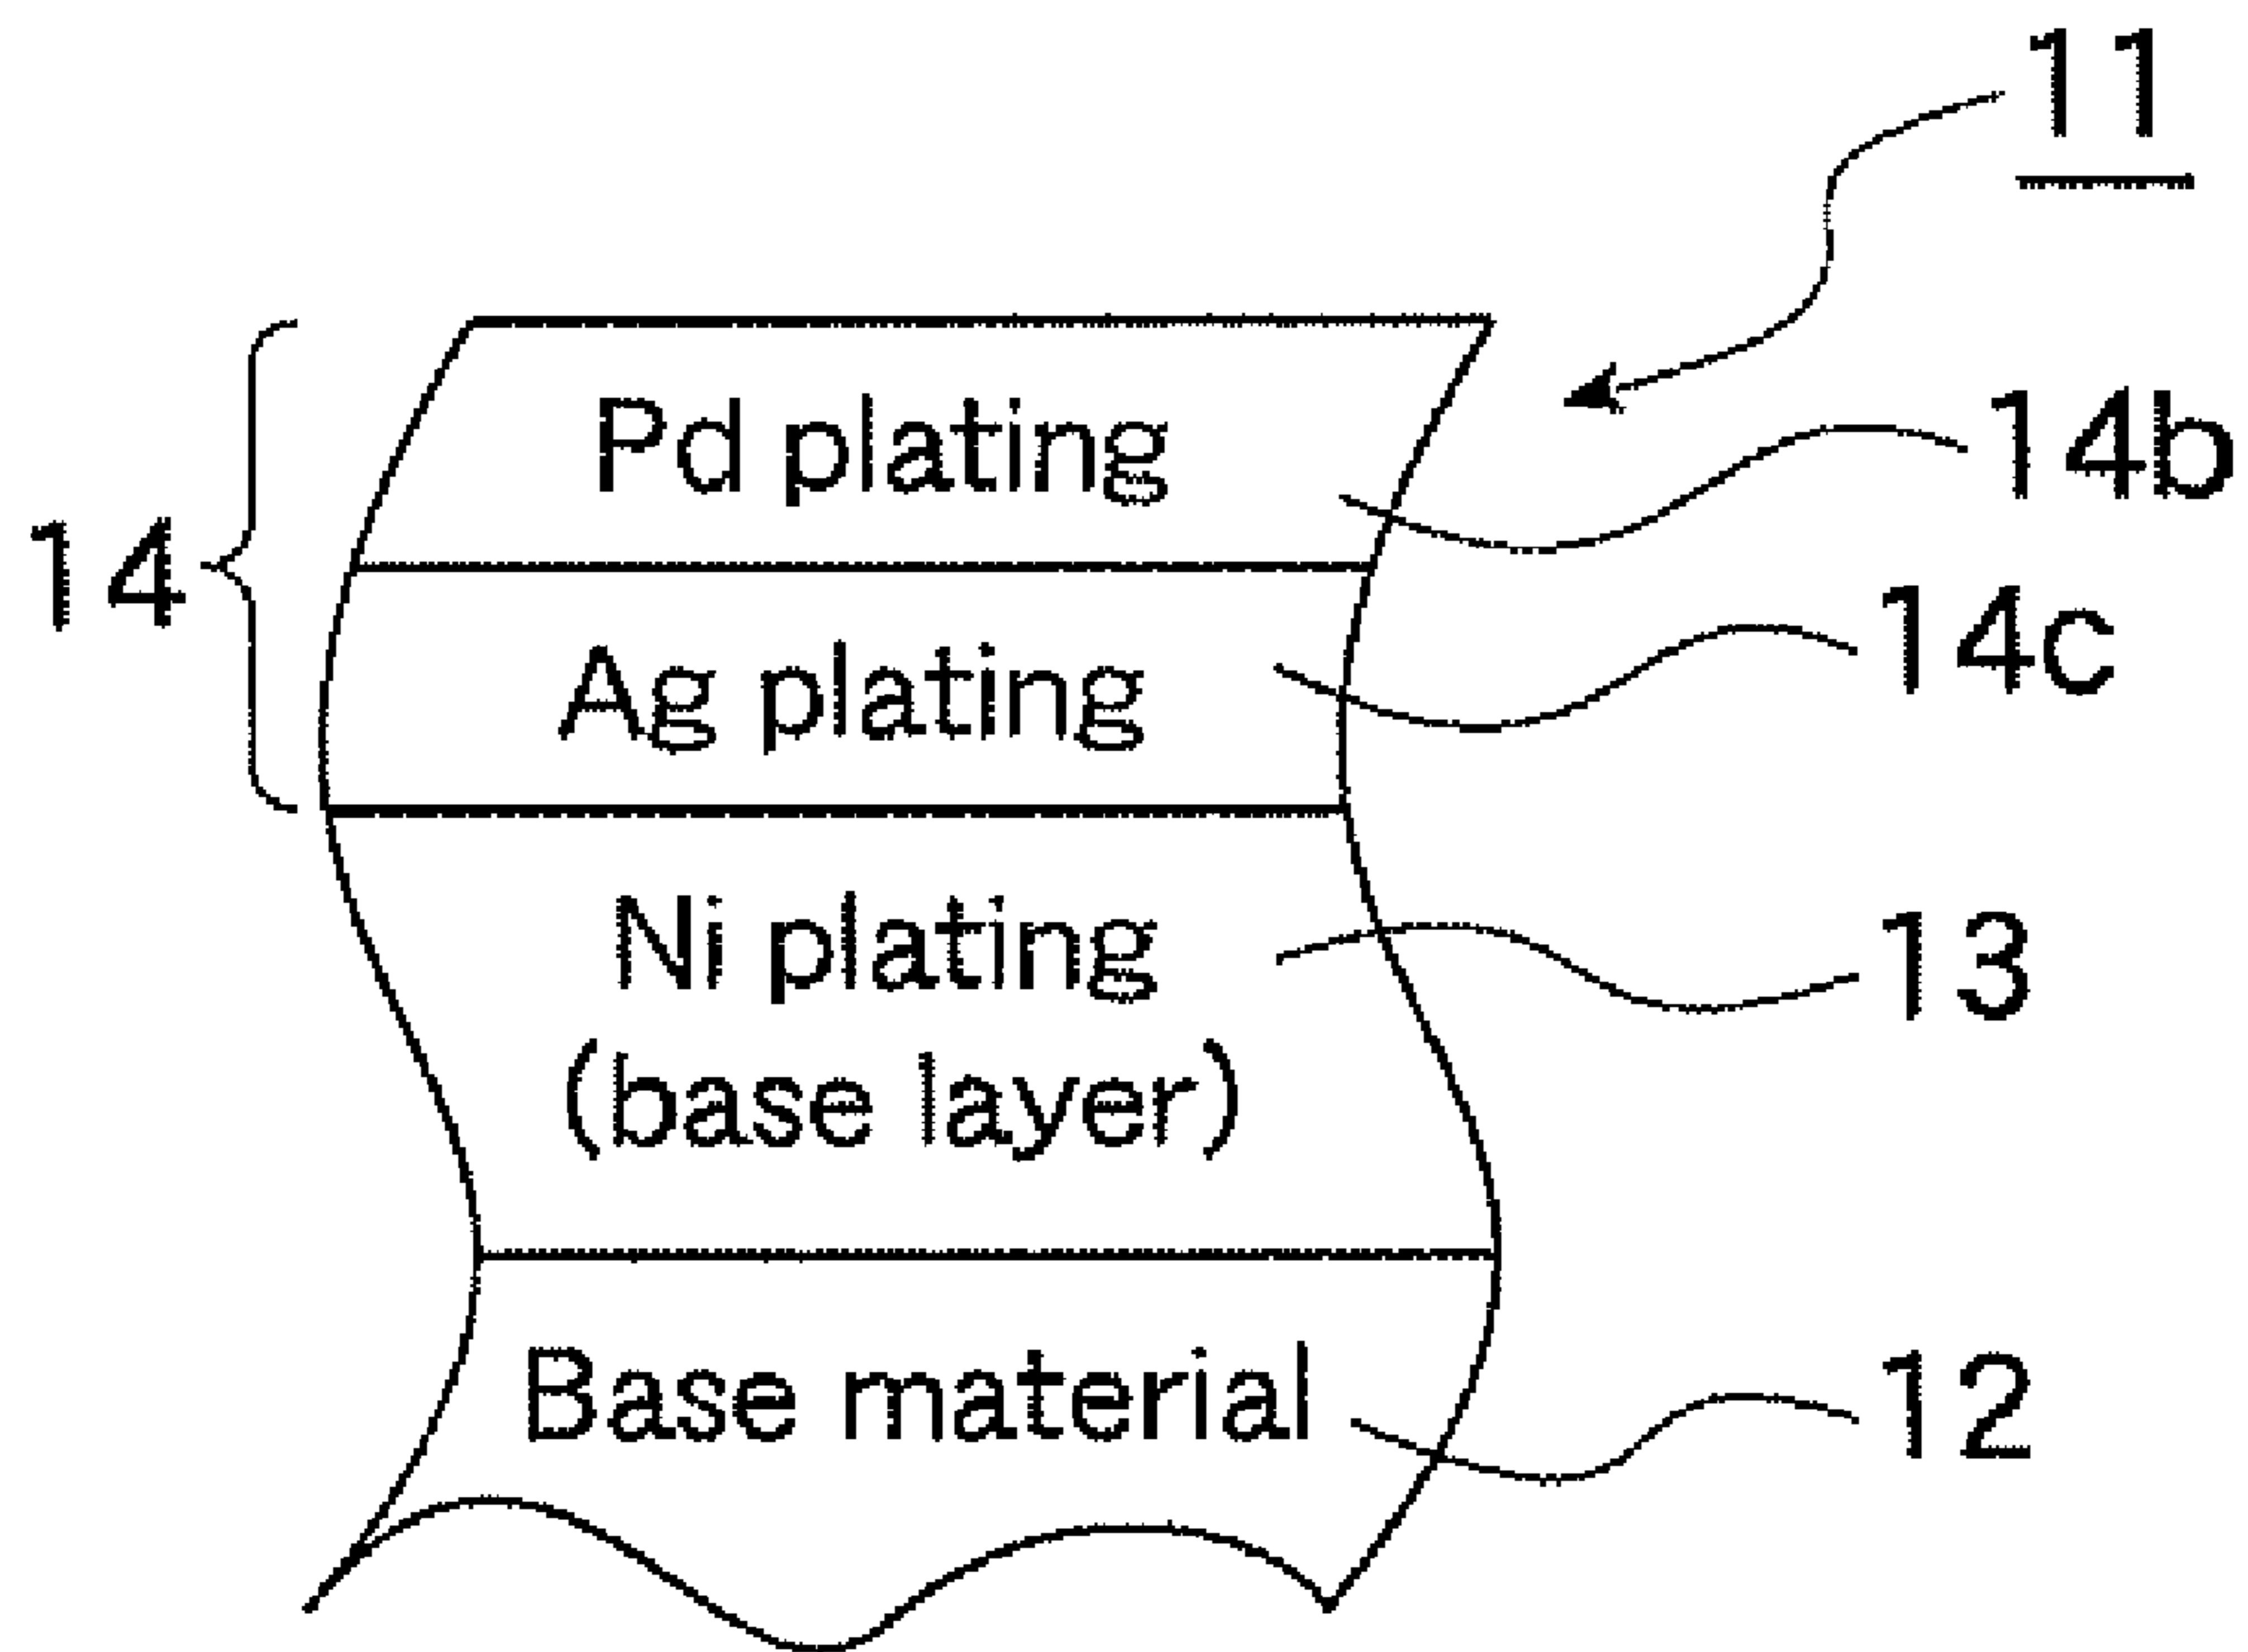 11
Pd plating
14b
14
Ag plating
14c
Ni plating
(base layer)
13
Base material
12